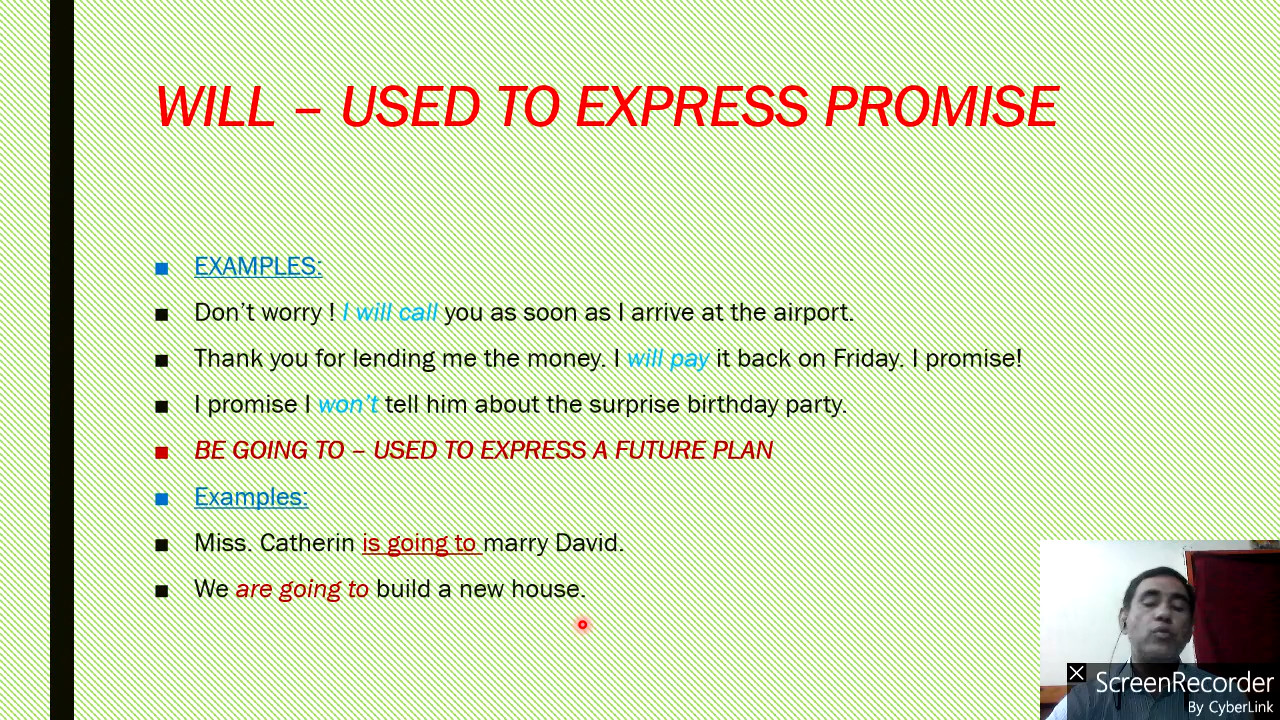 WILL – USED TO EXPRESS PROMISE
EXAMPLES:
Don't worry ! I will call you as soon as I arrive at the airport.
Thank you for lending me the money. I will pay it back on Friday. I promise!
I promise I won't tell him about the surprise birthday party.
BE GOING TO – USED TO EXPRESS A FUTURE PLAN
Examples:
Miss. Catherin is going to marry David.
We are going to build a new house.
ScreenRecorder
By CyberLink